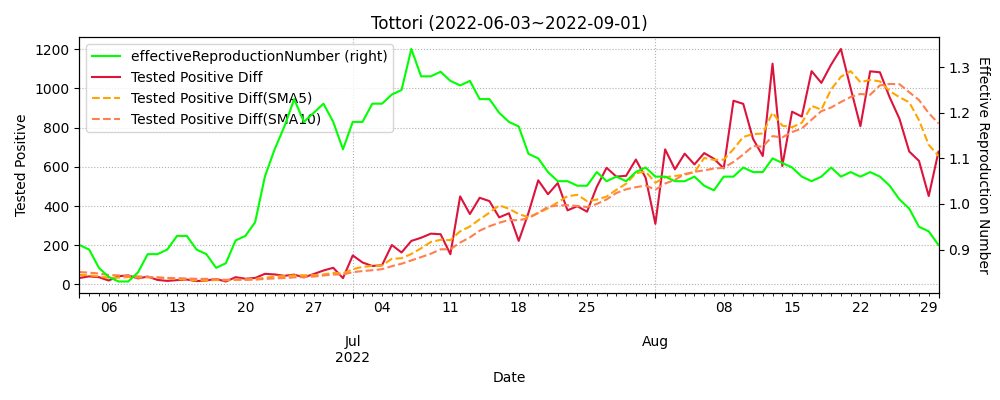 Tottori (2022-06-03~2022-09-01)
effectiveReproductionNumber (right)
Tested Positive Diff
Tested Positive Diff(SMA5)
Tested Positive Diff(SMA10)
Tested Positive
1200
1000
800
600
400
200
0
1.3
1.2
1.1
1.0
0.9
Effective Reproduction Number
06 13 20 27 04 11 18 25 08 15 22 29
Jul Aug
2022
Date